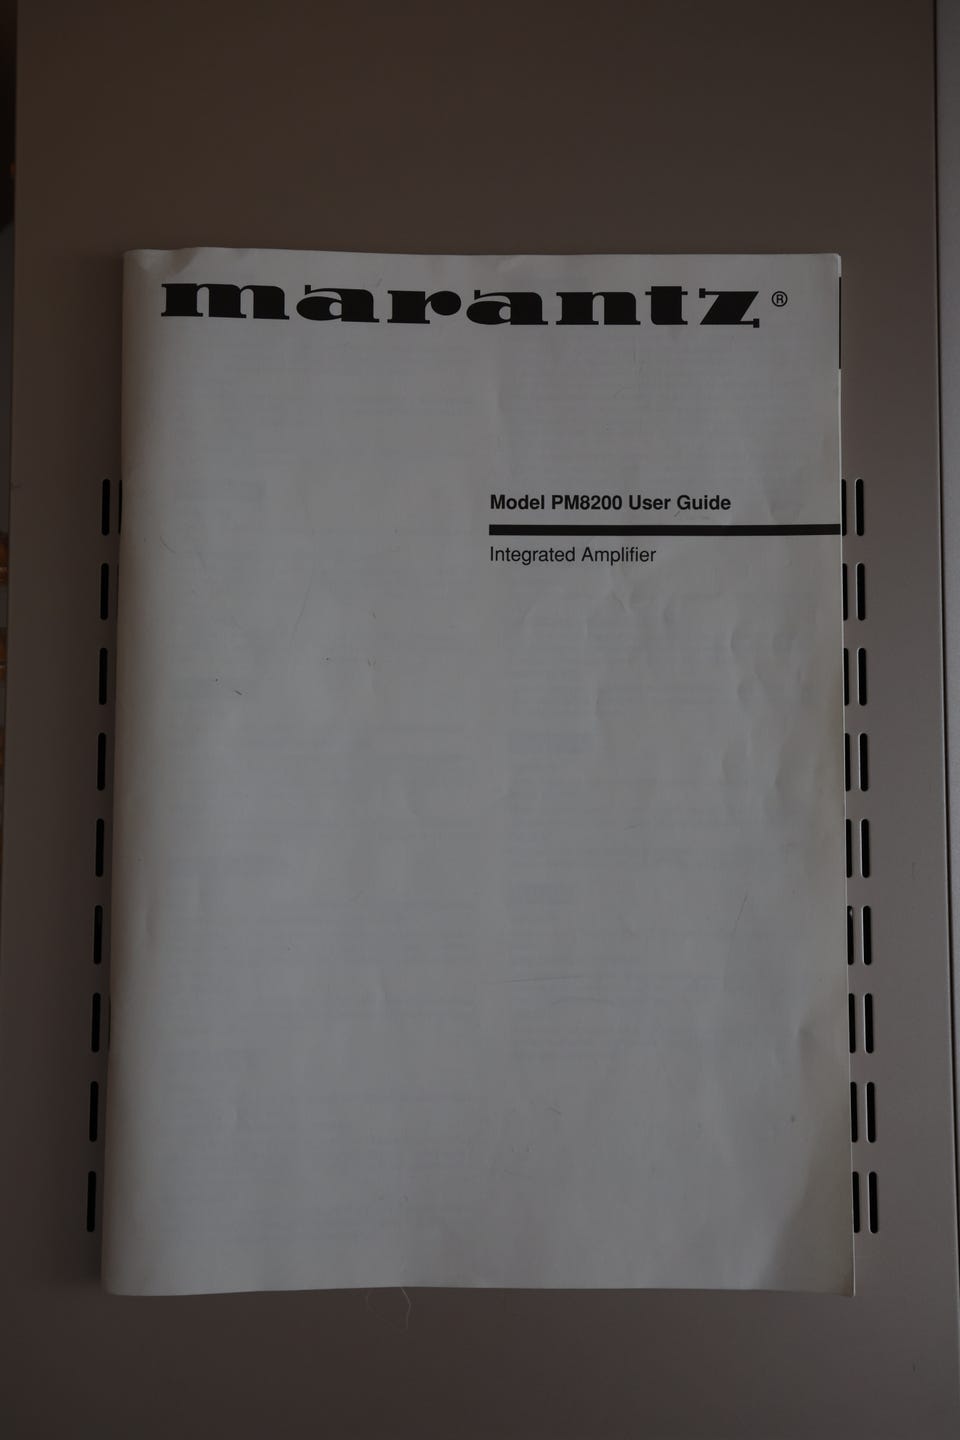 marantz®
Model PM8200 User Guide
Integrated Amplifier